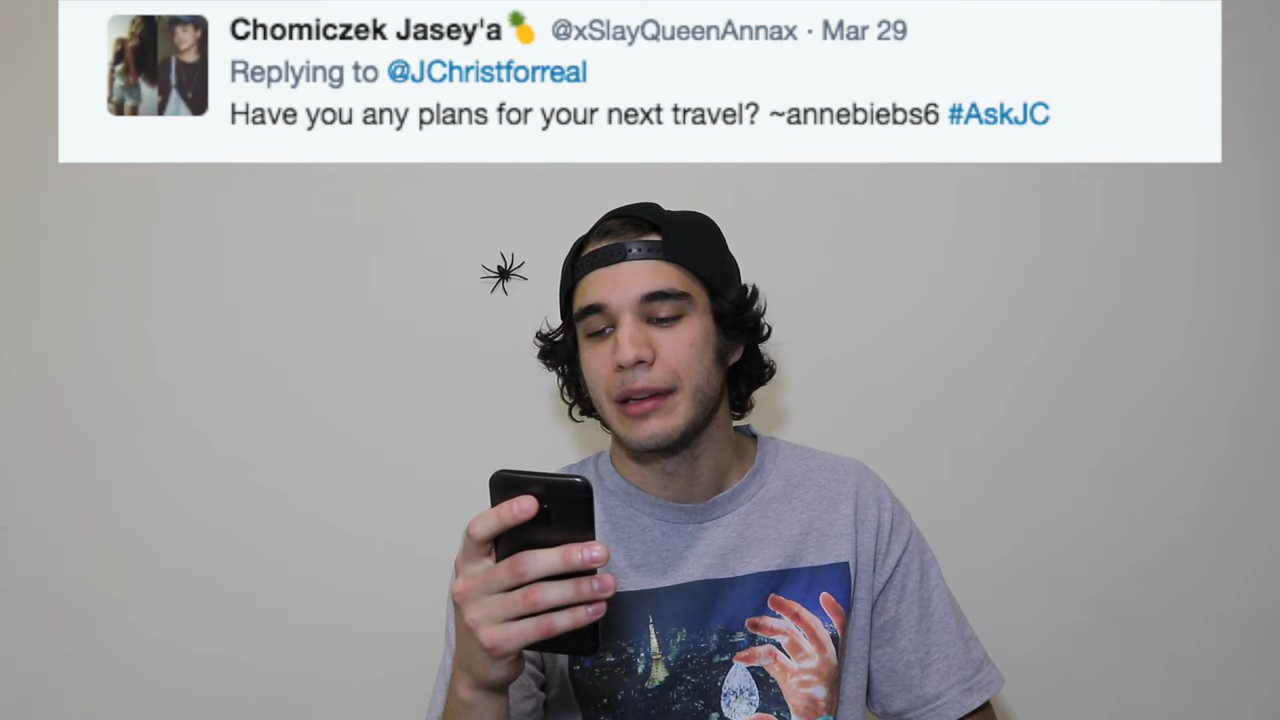 Chomiczek Jasey'a🍍 @xSlayQueenAnnax · Mar 29
Replying to @JChristforreal
Have you any plans for your next travel? ~annebiebs6 #AskJC